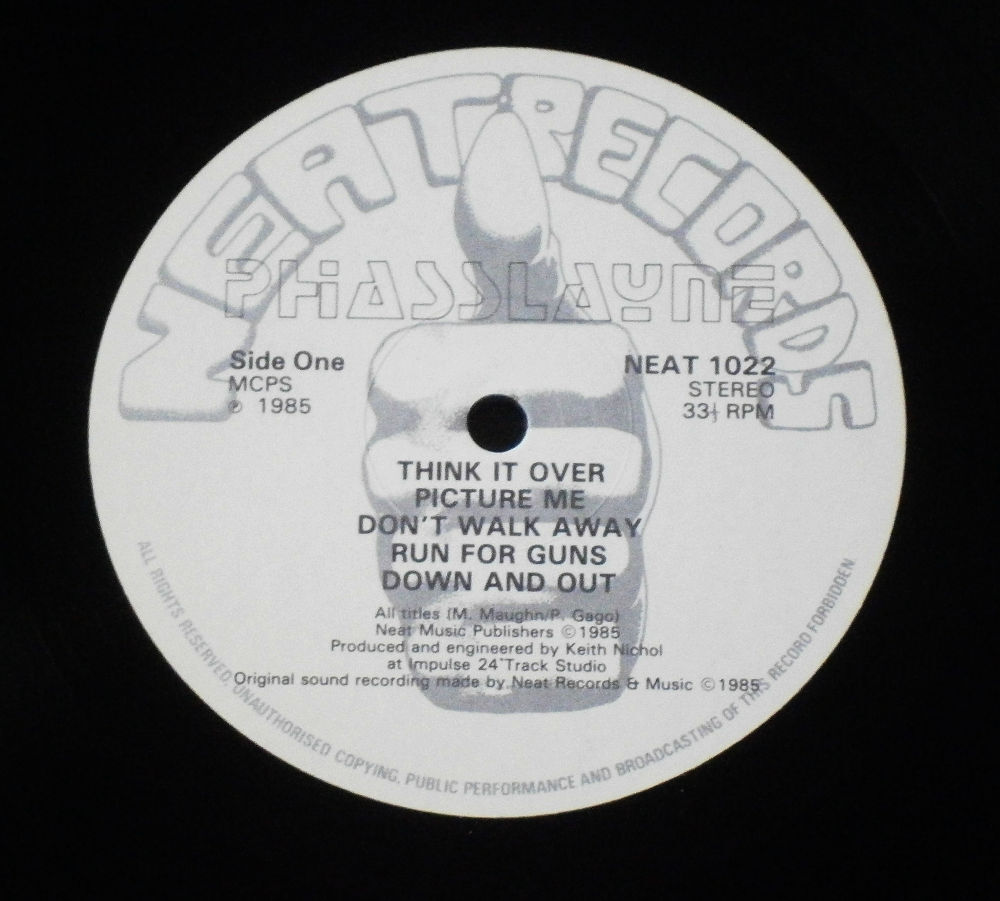 NEAT RECORDS
PHASSLAYNE
Side One
MCPS
℗ 1985
NEAT 1022
STEREO
33⅓ RPM
THINK IT OVER
PICTURE ME
DON'T WALK AWAY
RUN FOR GUNS
DOWN AND OUT
All titles (M. Maughn/P. Gago)
Neat Music Publishers ©1985
Produced and engineered by Keith Nichol
at Impulse 24 Track Studio
Original sound recording made by Neat Records & Music ©1985
ALL RIGHTS RESERVED. UNAUTHORISED COPYING, PUBLIC PERFORMANCE AND BROADCASTING OF THIS RECORD FORBIDDEN